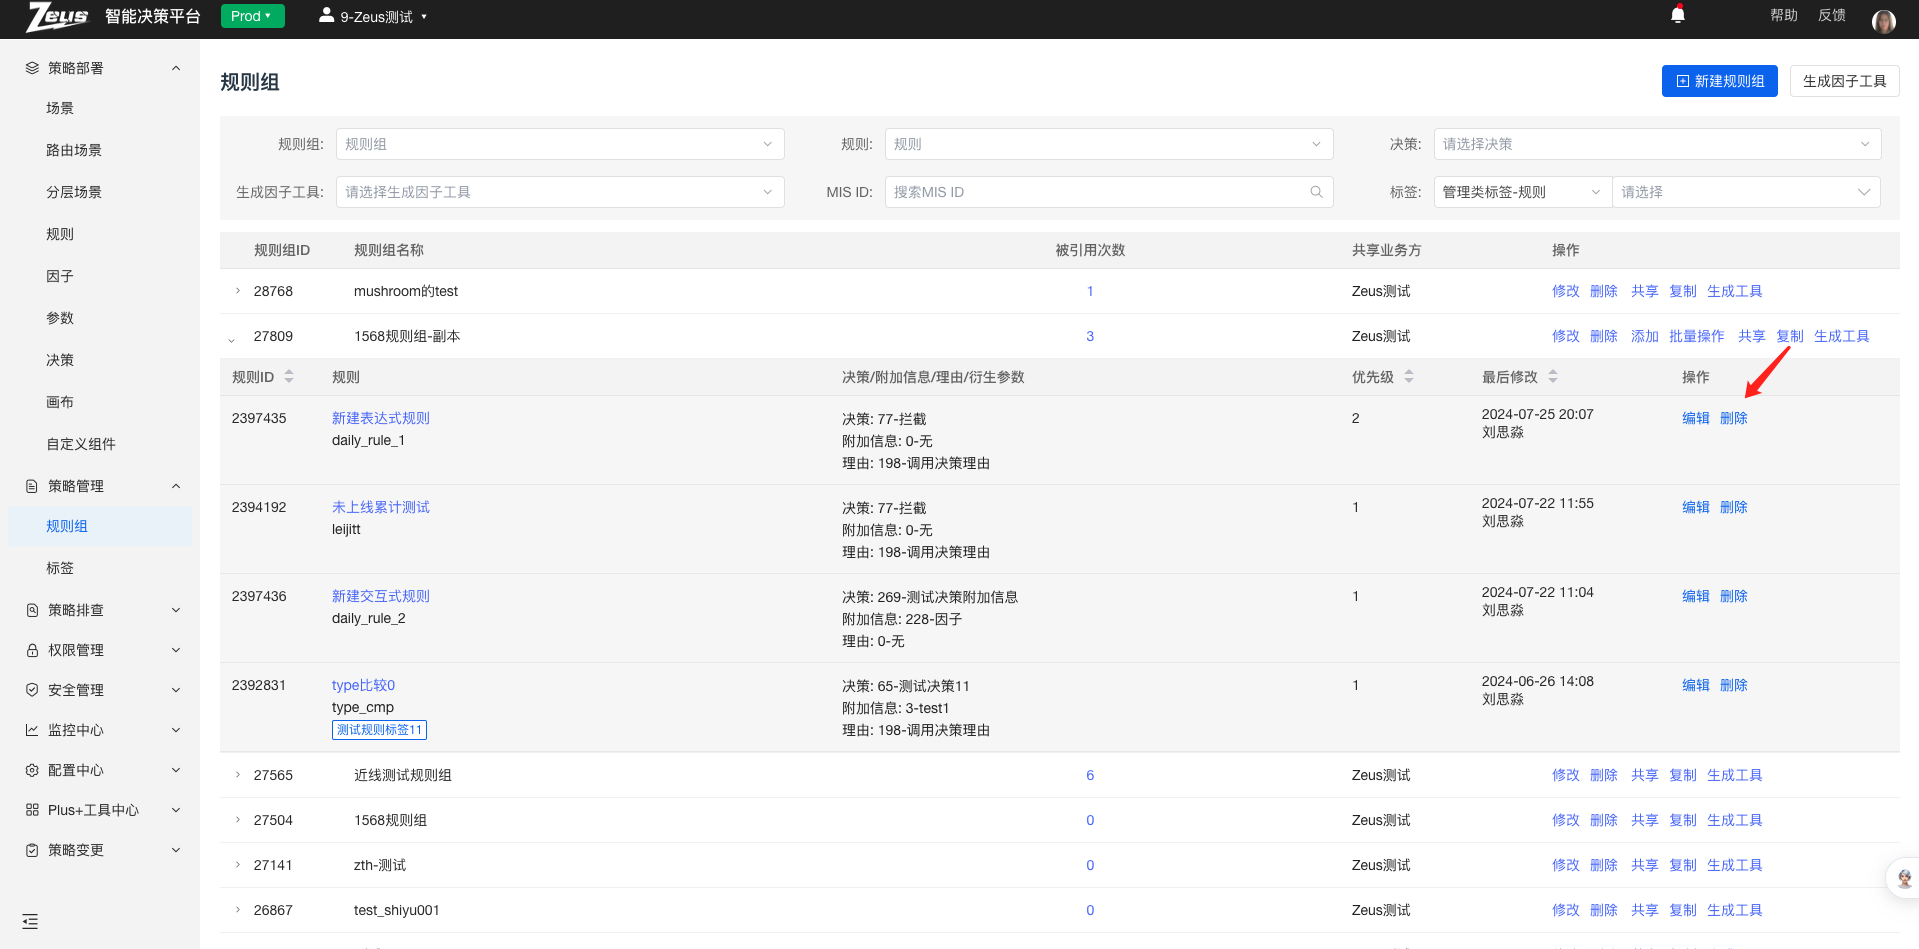 Zeus 智能决策平台 Prod 9-Zeus测试 帮助 反馈
策略部署
场景
路由场景
分层场景
规则
因子
参数
决策
画布
自定义组件
策略管理
规则组
标签
策略排查
权限管理
安全管理
监控中心
配置中心
Plus+工具中心
策略变更
规则组 新建规则组 生成因子工具
规则组: 规则组 规则: 规则 决策: 请选择决策
生成因子工具: 请选择生成因子工具 MIS ID: 搜索MIS ID 标签: 管理类标签-规则 请选择
规则组ID 规则组名称 被引用次数 共享业务方 操作
28768 mushroom的test 1 Zeus测试 修改 删除 共享 复制 生成工具
27809 1568规则组-副本 3 Zeus测试 修改 删除 添加 批量操作 共享 复制 生成工具
规则ID 规则 决策/附加信息/理由/衍生参数 优先级 最后修改 操作
2397435 新建表达式规则 决策: 77-拦截 2 2024-07-25 20:07 编辑 删除
daily_rule_1 附加信息: 0-无 刘思淼
理由: 198-调用决策理由
2394192 未上线累计测试 决策: 77-拦截 1 2024-07-22 11:55 编辑 删除
leijitt 附加信息: 0-无 刘思淼
理由: 198-调用决策理由
2397436 新建交互式规则 决策: 269-测试决策附加信息 1 2024-07-22 11:04 编辑 删除
daily_rule_2 附加信息: 228-因子 刘思淼
理由: 0-无
2392831 type比较0 决策: 65-测试决策11 1 2024-06-26 14:08 编辑 删除
type_cmp 附加信息: 3-test1 刘思淼
测试规则标签11 理由: 198-调用决策理由
27565 近线测试规则组 6 Zeus测试 修改 删除 共享 复制 生成工具
27504 1568规则组 0 Zeus测试 修改 删除 共享 复制 生成工具
27141 zth-测试 0 Zeus测试 修改 删除 共享 复制 生成工具
26867 test_shiyu001 0 Zeus测试 修改 删除 共享 复制 生成工具